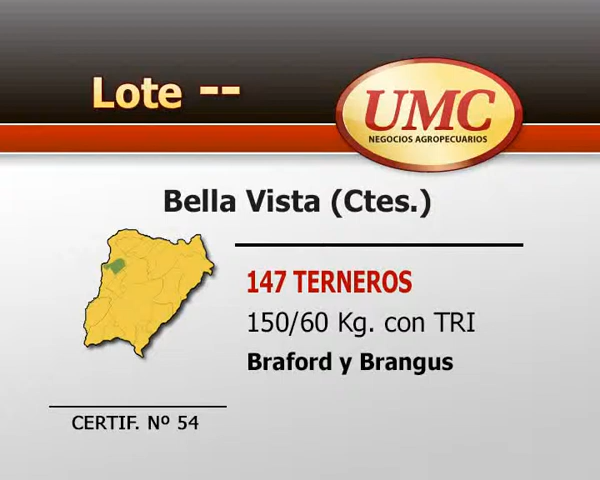 Lote --
UMC
NEGOCIOS AGROPECUARIOS
Bella Vista (Ctes.)
147 TERNEROS
150/60 Kg. con TRI
Braford y Brangus
CERTIF. Nº 54